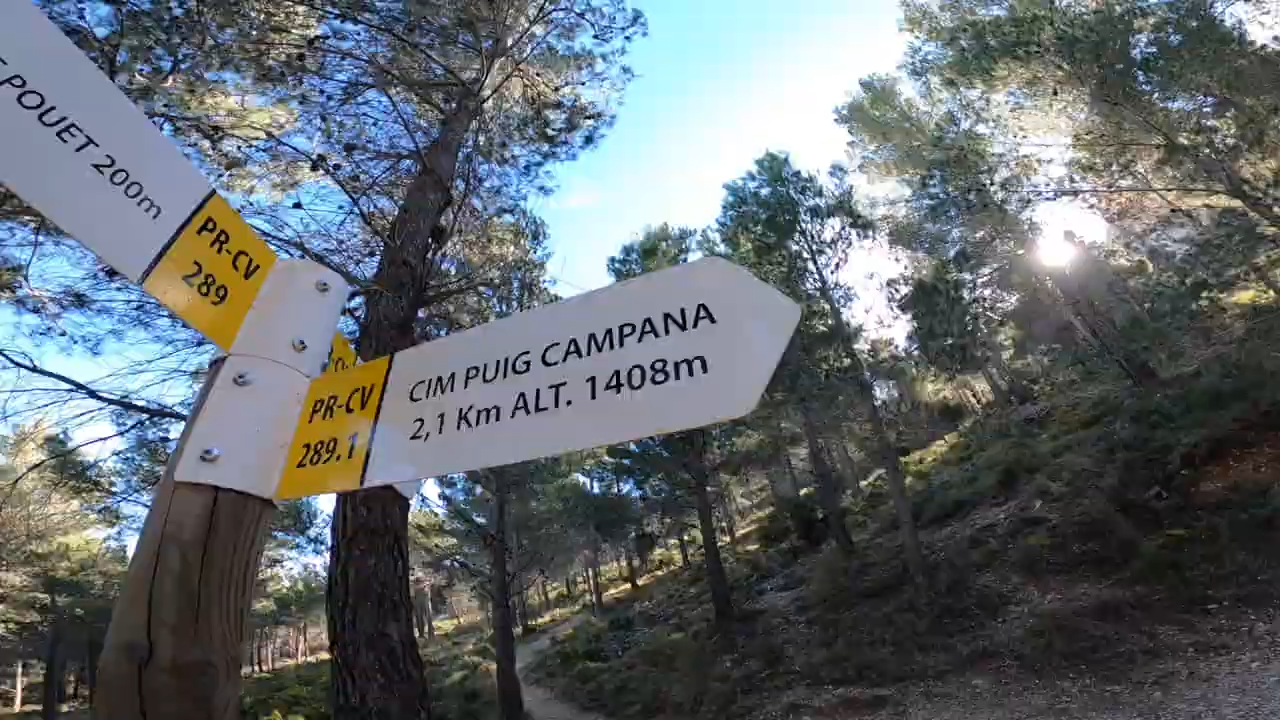 POUET 200m
PR-CV
289
PR-CV
289.1
CIM PUIG CAMPANA
2,1 Km ALT. 1408m